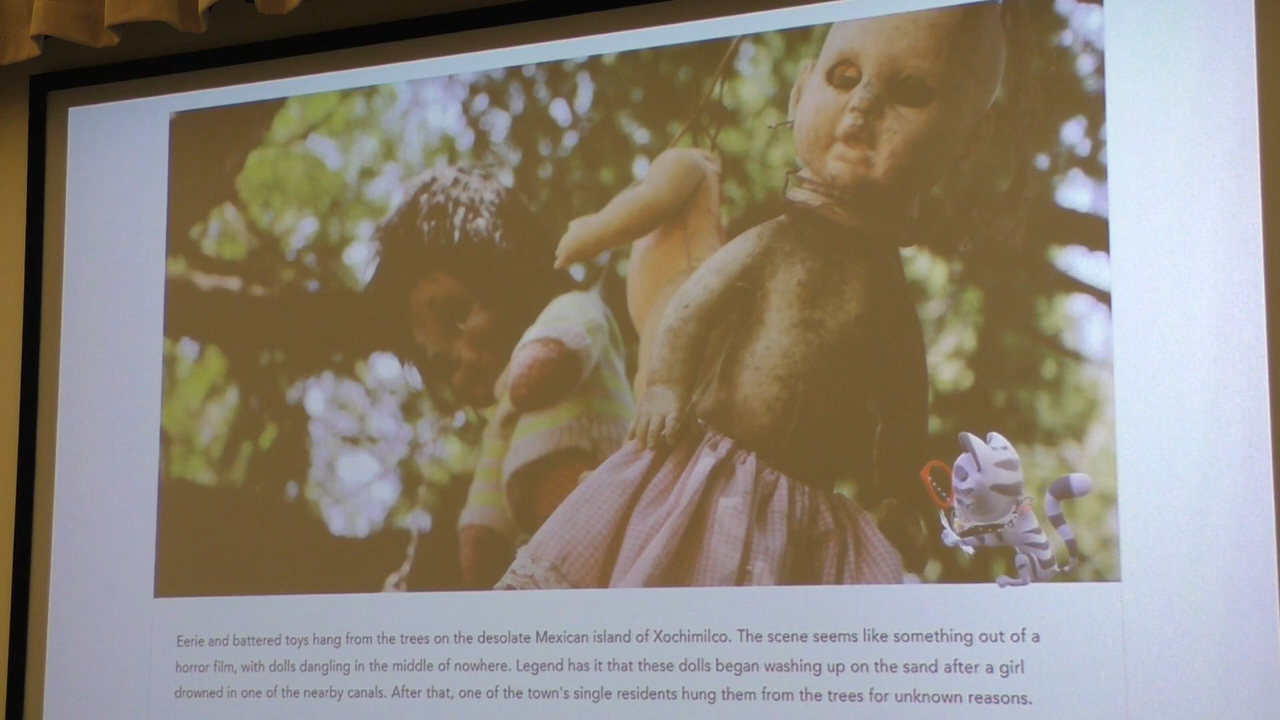 Eerie and battered toys hang from the trees on the desolate Mexican island of Xochimilco. The scene seems like something out of a
horror film, with dolls dangling in the middle of nowhere. Legend has it that these dolls began washing up on the sand after a girl
drowned in one of the nearby canals. After that, one of the town's single residents hung them from the trees for unknown reasons.